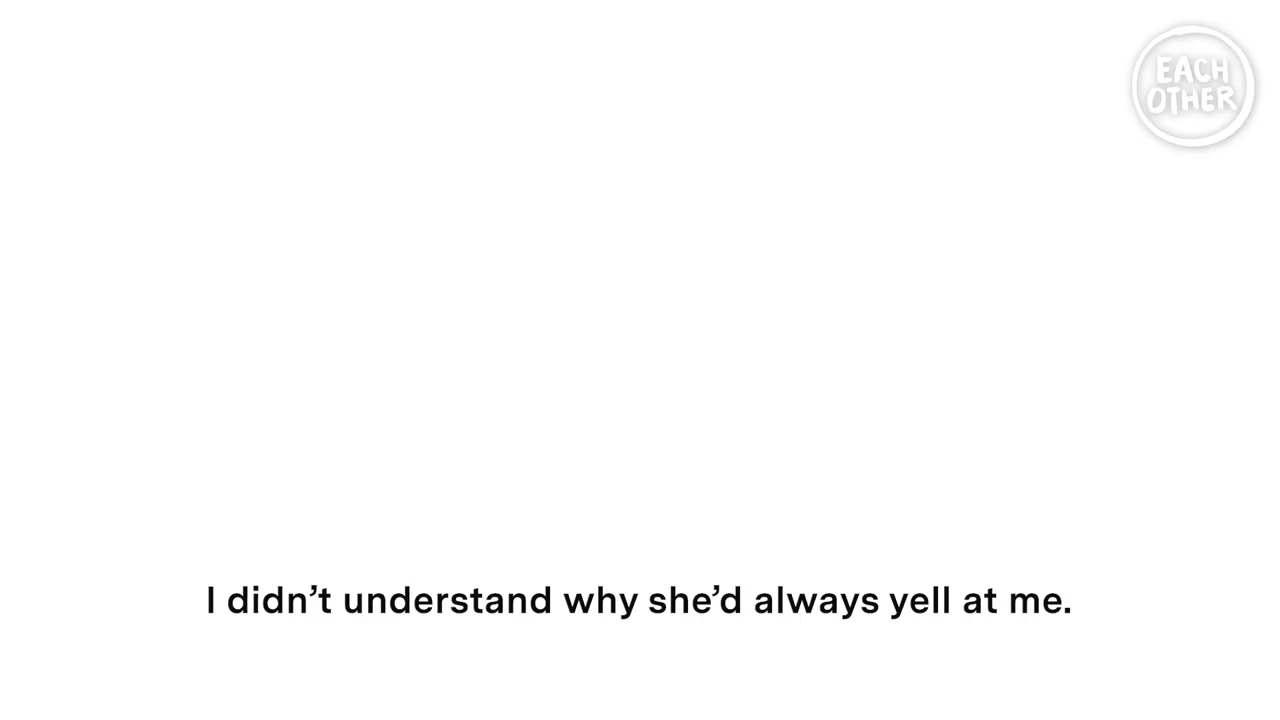 EACH
OTHER
I didn’t understand why she’d always yell at me.